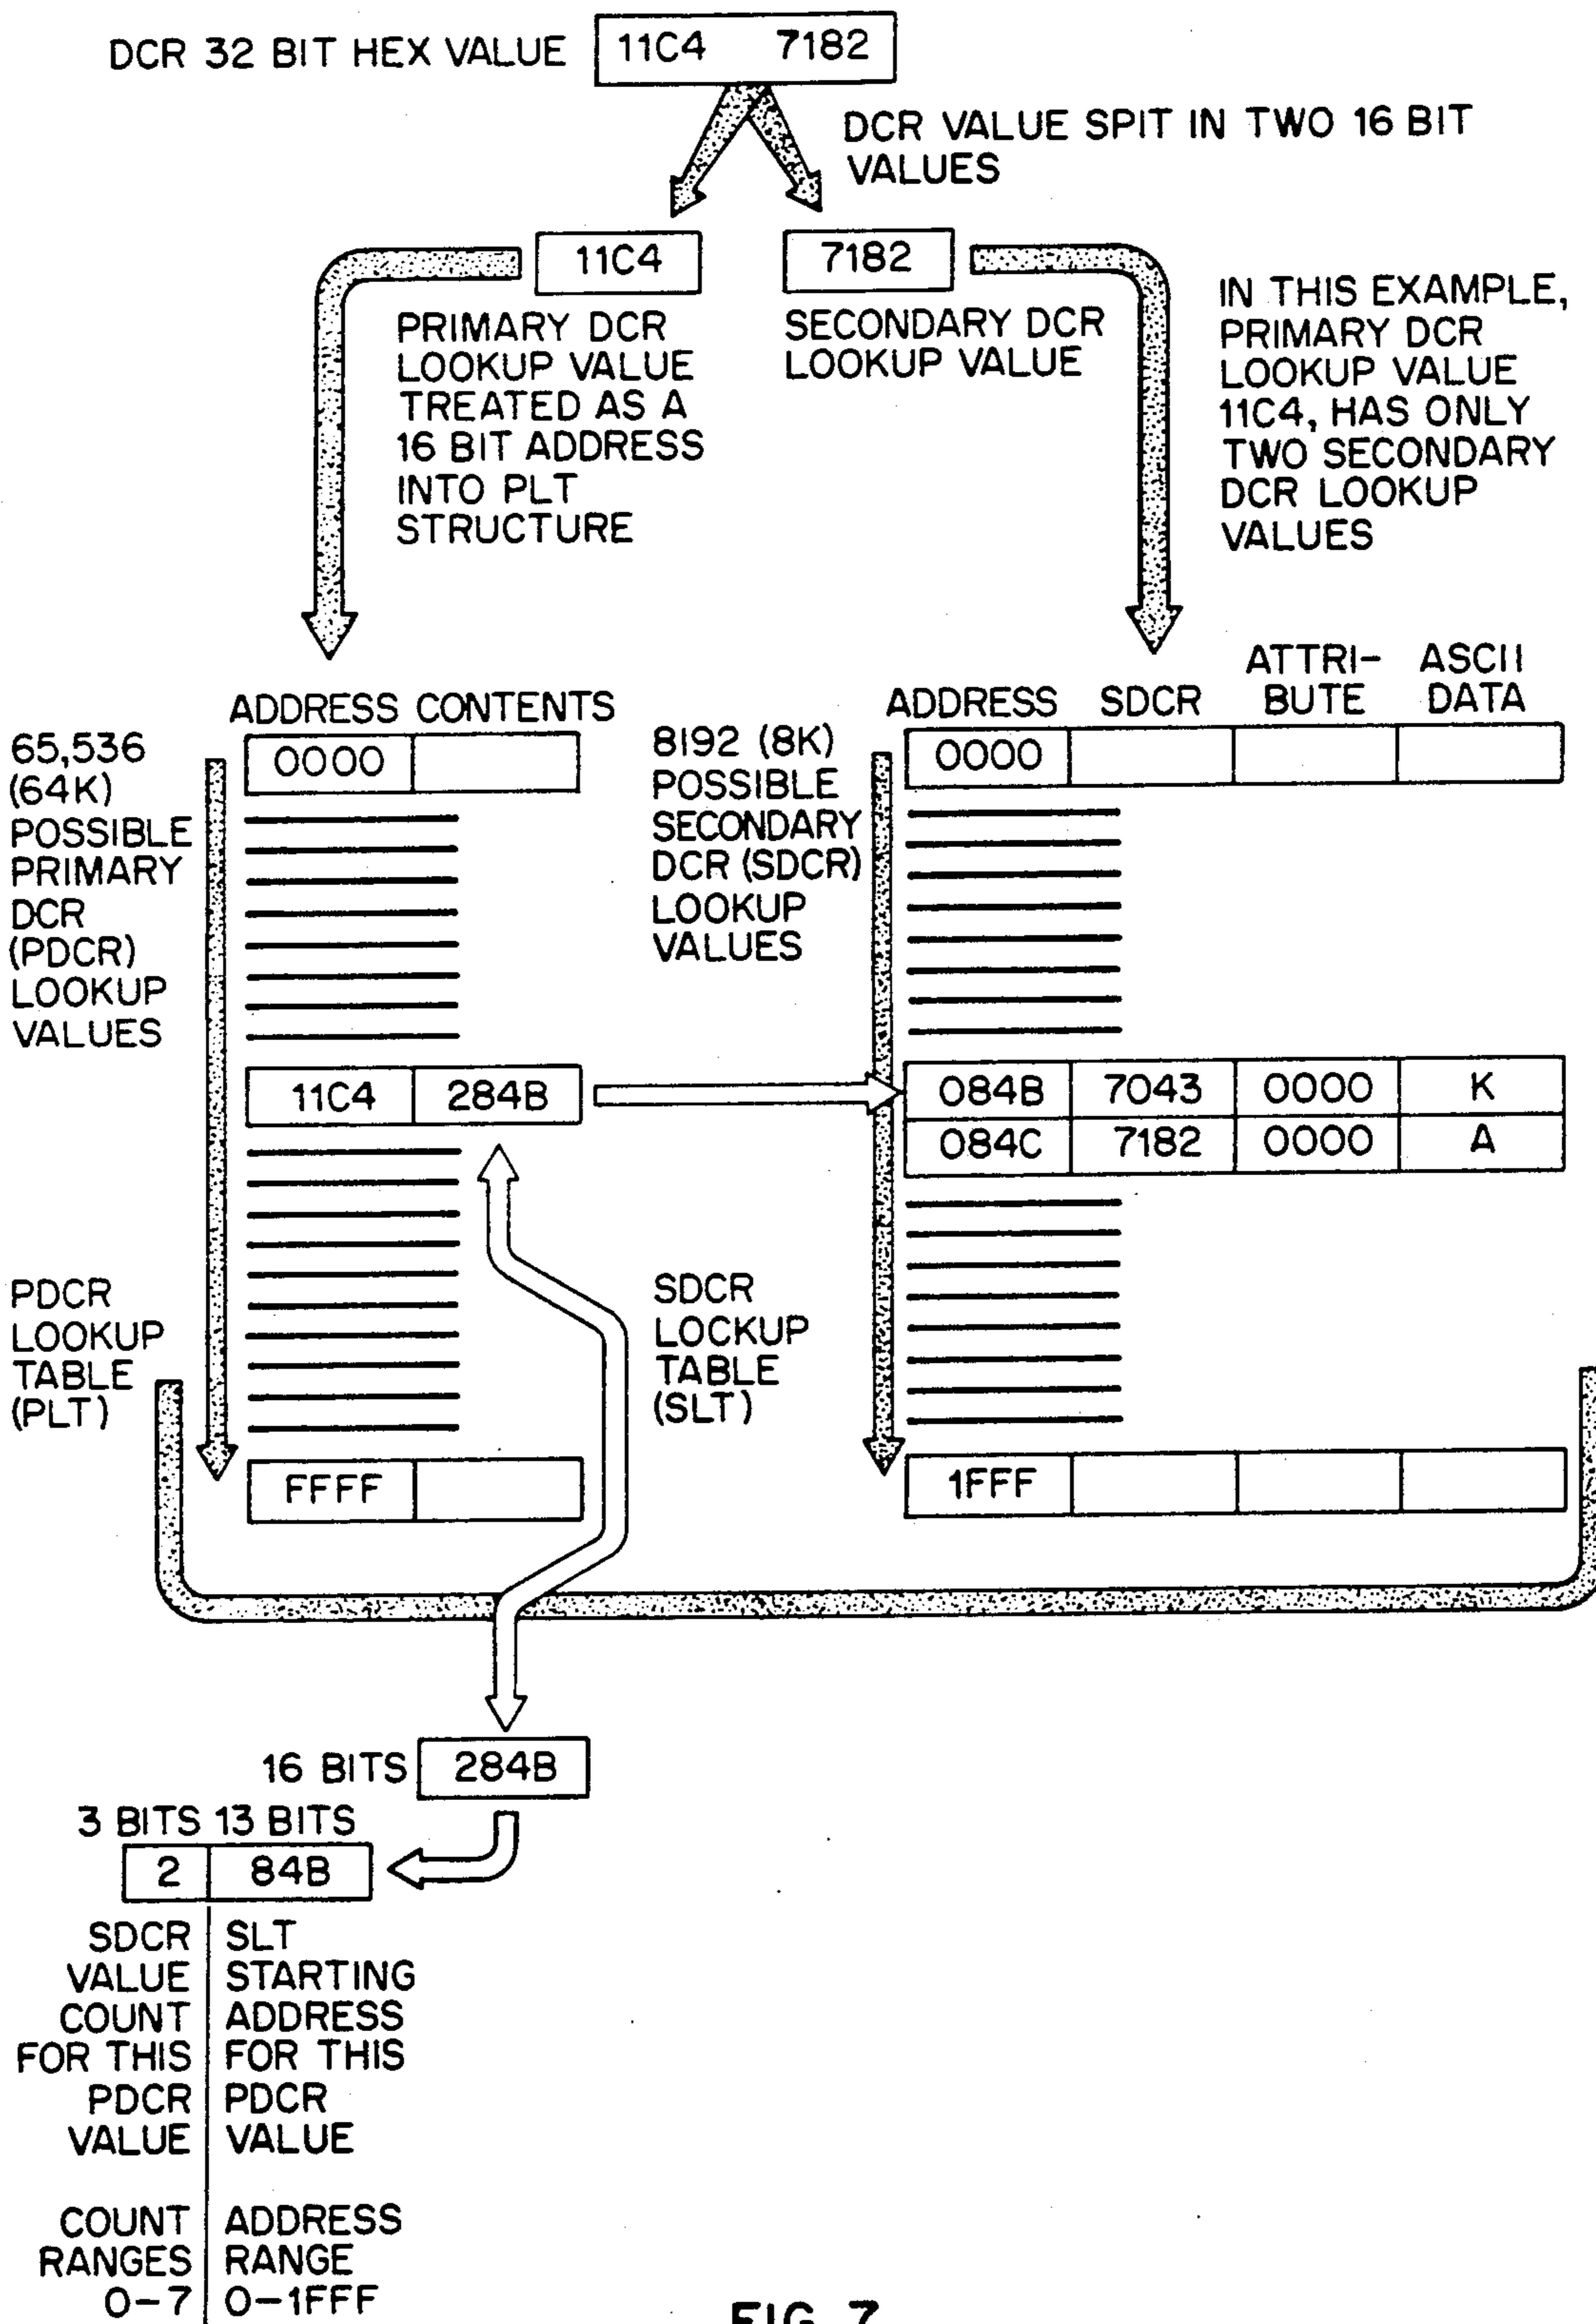 DCR 32 BIT HEX VALUE
11C4 7182
DCR VALUE SPIT IN TWO 16 BIT
VALUES
11C4
7182
PRIMARY DCR
LOOKUP VALUE
TREATED AS A
16 BIT ADDRESS
INTO PLT
STRUCTURE
SECONDARY DCR
LOOKUP VALUE
IN THIS EXAMPLE,
PRIMARY DCR
LOOKUP VALUE
11C4, HAS ONLY
TWO SECONDARY
DCR LOOKUP
VALUES
ADDRESS CONTENTS
0000
65,536
(64K)
POSSIBLE
PRIMARY
DCR
(PDCR)
LOOKUP
VALUES
11C4 284B
PDCR
LOOKUP
TABLE
(PLT)
FFFF
8192 (8K)
POSSIBLE
SECONDARY
DCR (SDCR)
LOOKUP
VALUES
ATTRI- ASCII
ADDRESS SDCR BUTE DATA
0000
084B 7043 0000 K
084C 7182 0000 A
SDCR
LOCKUP
TABLE
(SLT)
1FFF
16 BITS 284B
3 BITS 13 BITS
2 84B
SDCR
VALUE
COUNT
FOR THIS
PDCR
VALUE
COUNT
RANGES
0-7
SLT
STARTING
ADDRESS
FOR THIS
PDCR
VALUE
ADDRESS
RANGE
0-1FFF
FIG. 7